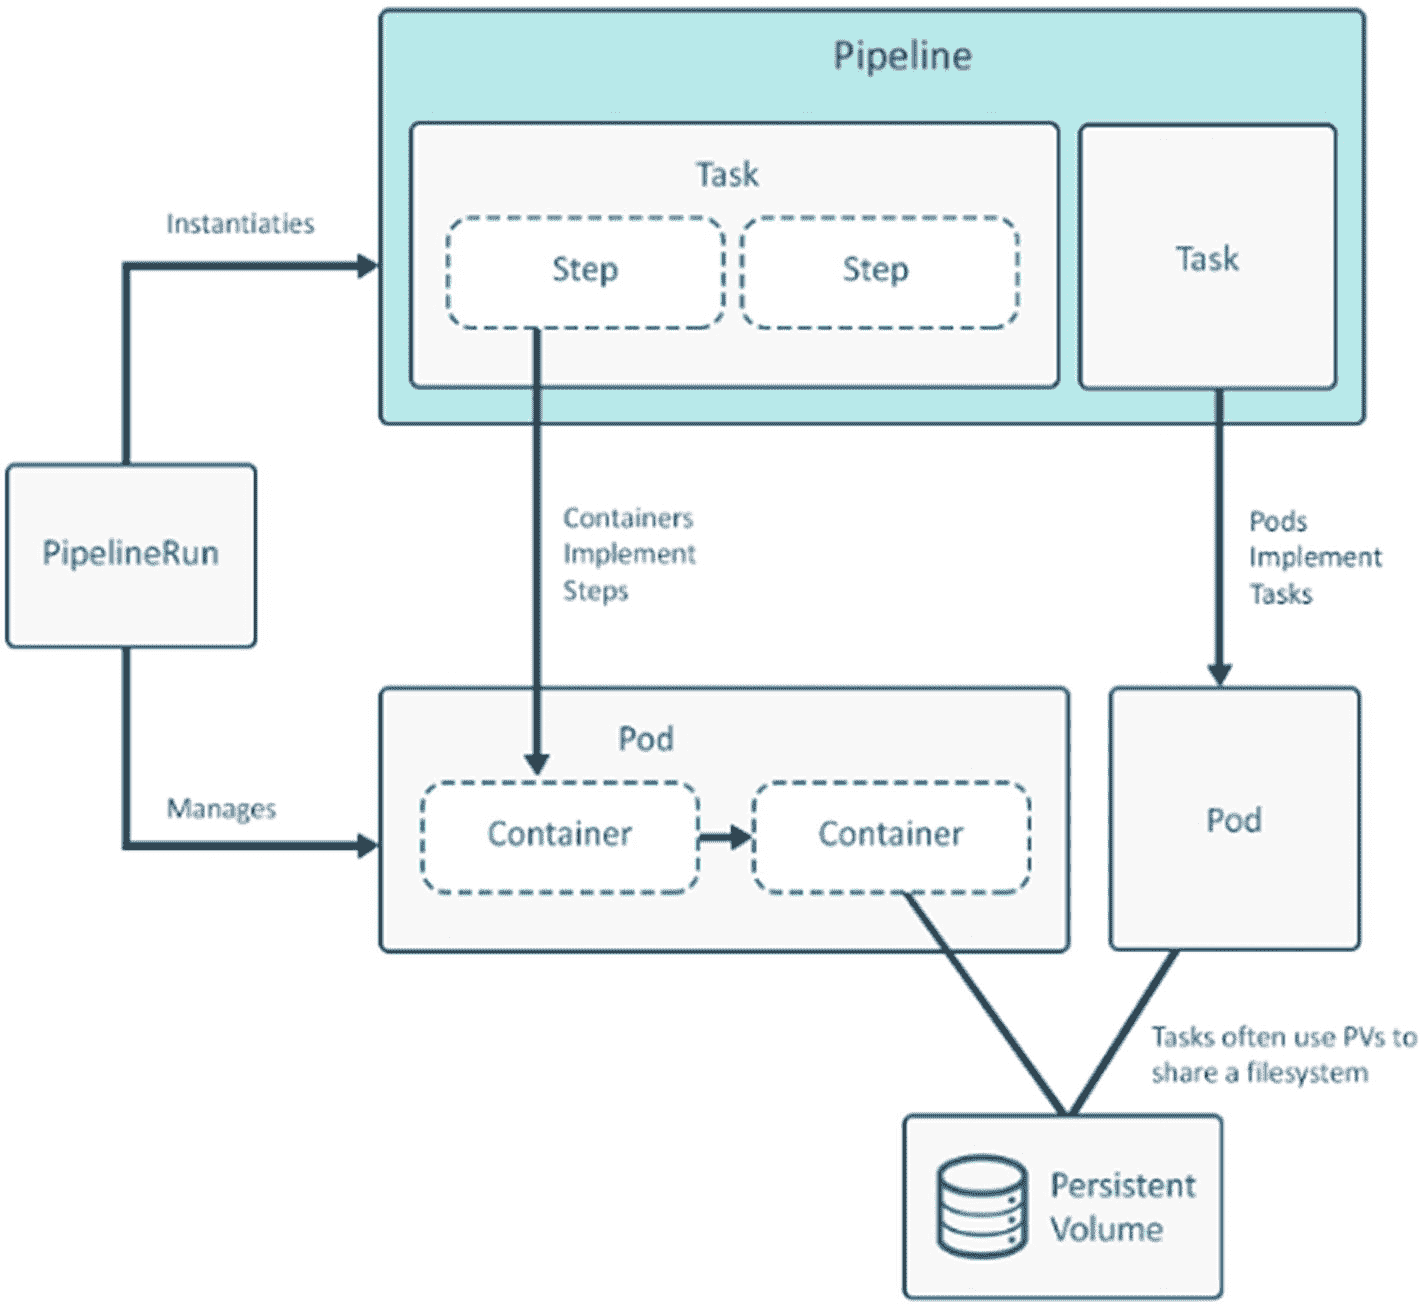 Pipeline
Task
Step
Step
Task
Instantiaties
PipelineRun
Containers
Implement
Steps
Pods
Implement
Tasks
Manages
Pod
Container
Container
Pod
Tasks often use PVs to
share a filesystem
Persistent
Volume